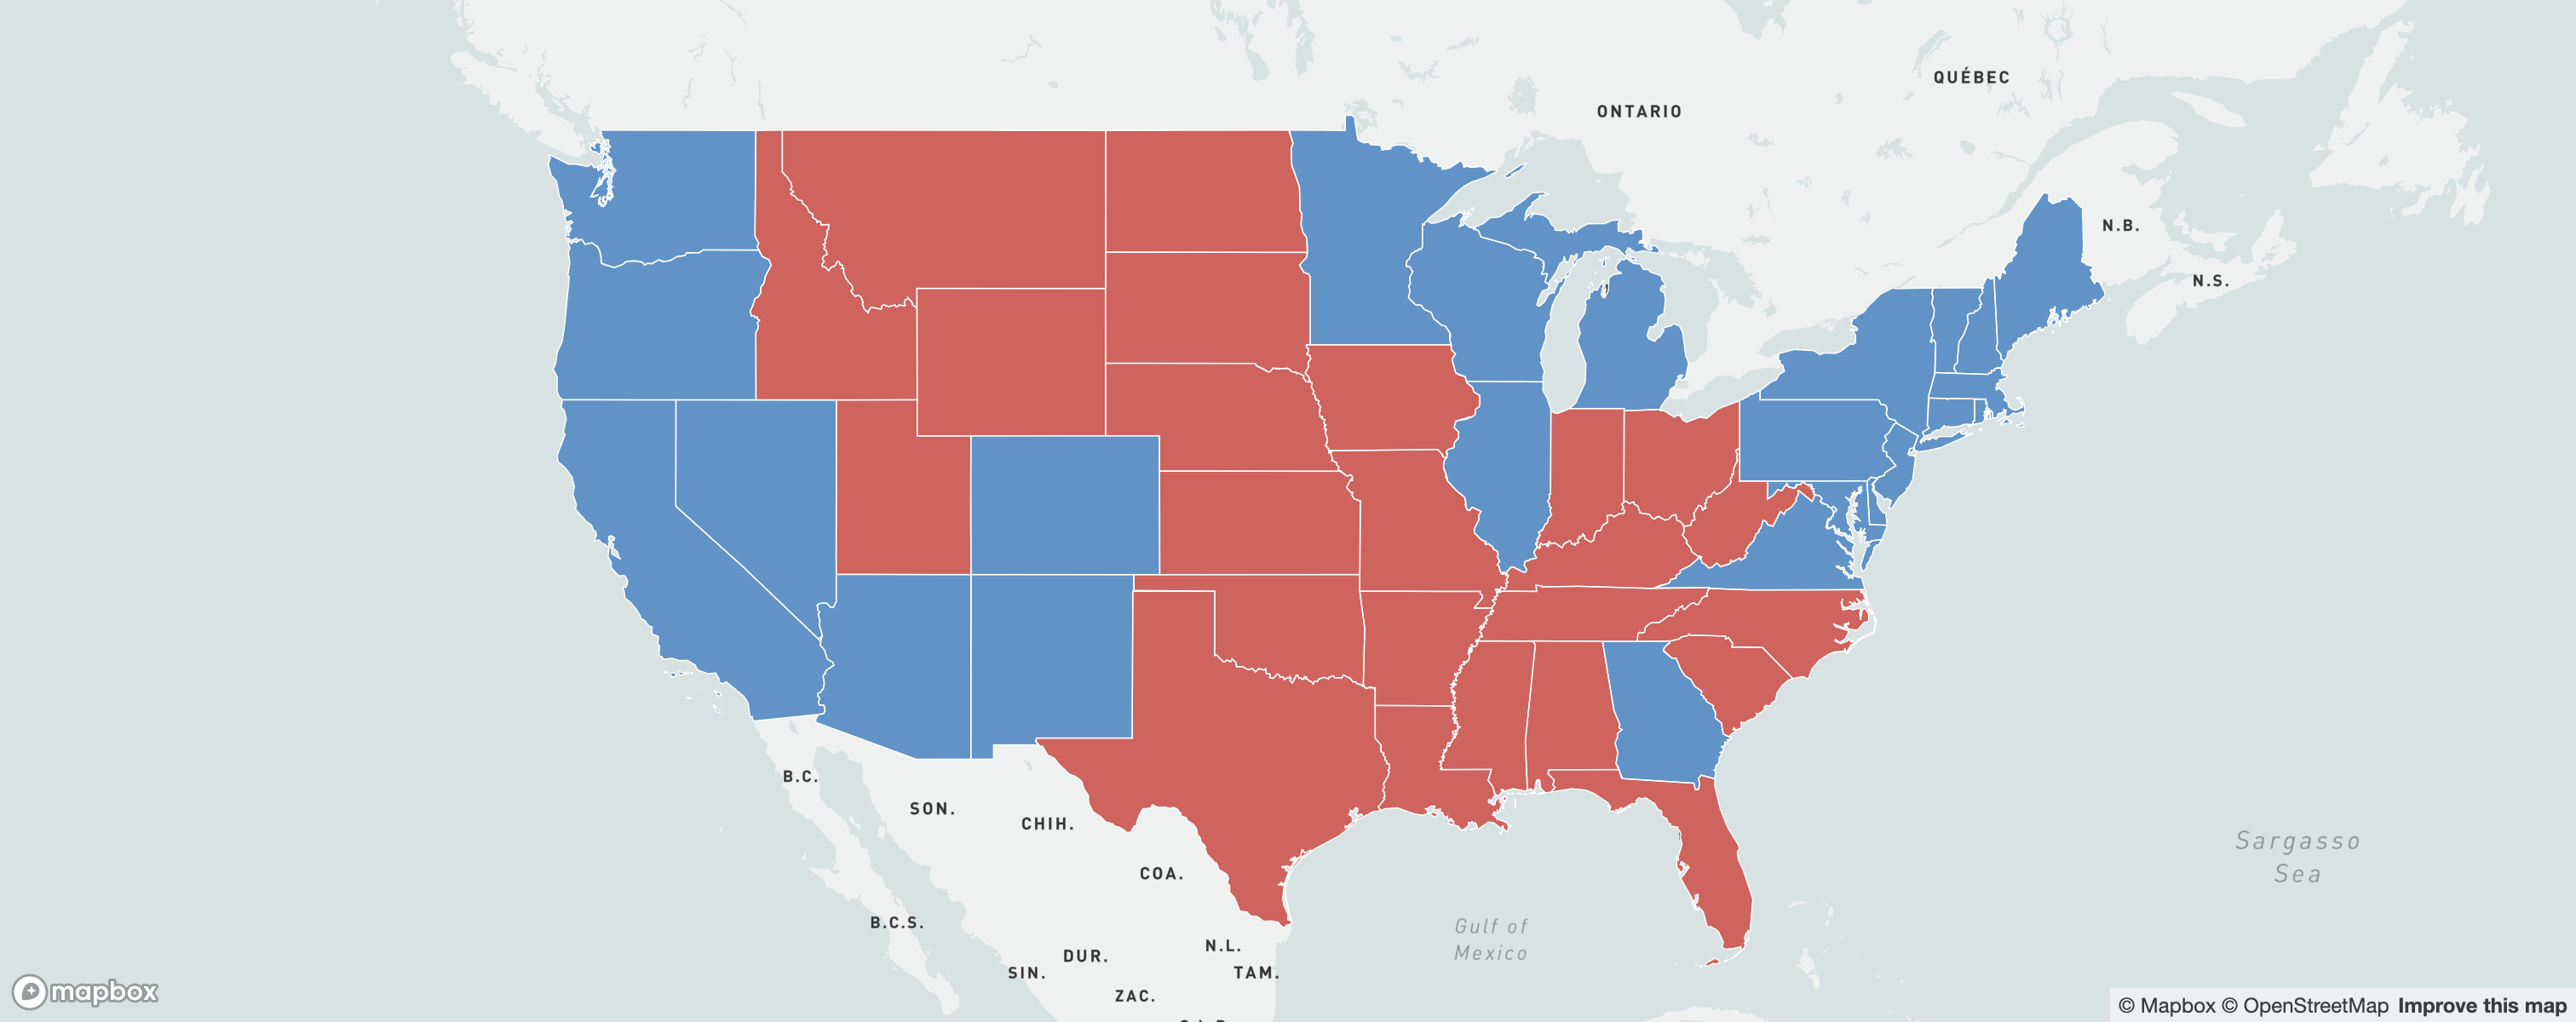 QUÉBEC
ONTARIO
N.B.
N.S.
B.C.
SON.
CHIH.
COA.
B.C.S.
N.L.
DUR.
SIN.
TAM.
ZAC.
Gulf of
Mexico
Sargasso
Sea
mapbox
© Mapbox © OpenStreetMap Improve this map